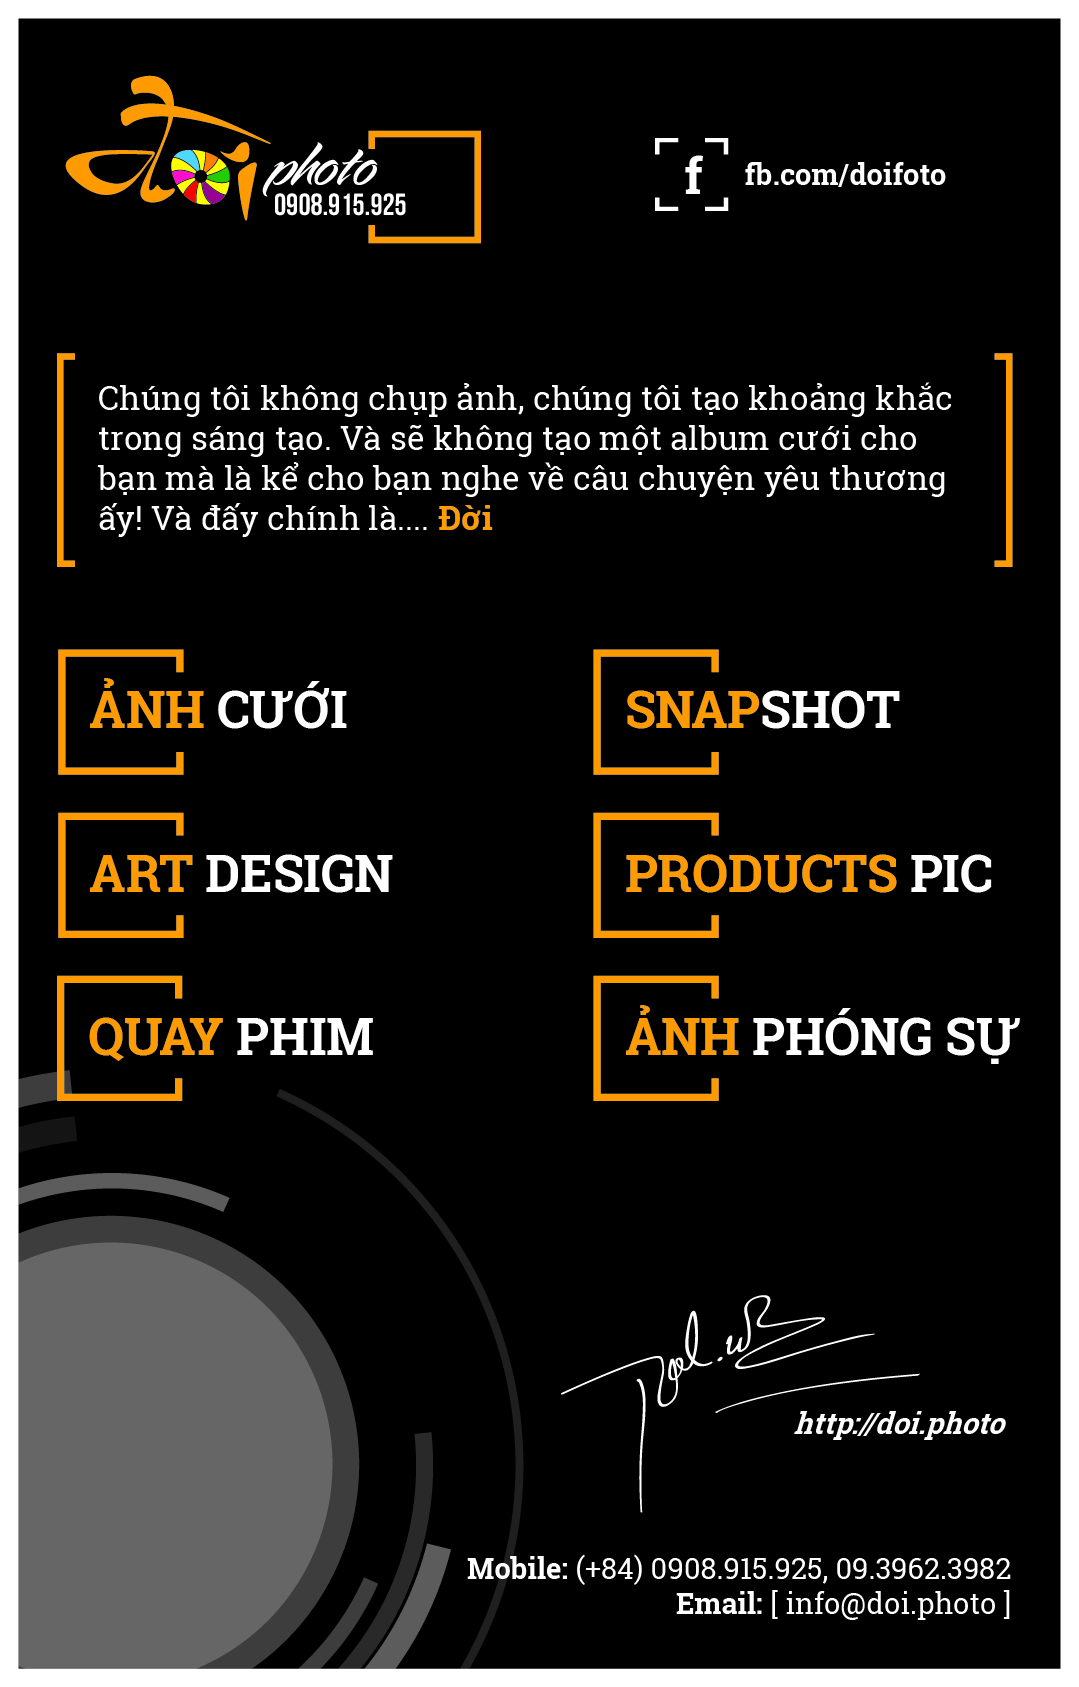 đời photo
0908.915.925
f fb.com/doifoto
Chúng tôi không chụp ảnh, chúng tôi tạo khoảng khắc
trong sáng tạo. Và sẽ không tạo một album cưới cho
bạn mà là kể cho bạn nghe về câu chuyện yêu thương
ấy! Và đấy chính là.... Đời
ẢNH CƯỚI
SNAPSHOT
ART DESIGN
PRODUCTS PIC
QUAY PHIM
ẢNH PHÓNG SỰ
http://doi.photo
Mobile: (+84) 0908.915.925, 09.3962.3982
Email: [ info@doi.photo ]